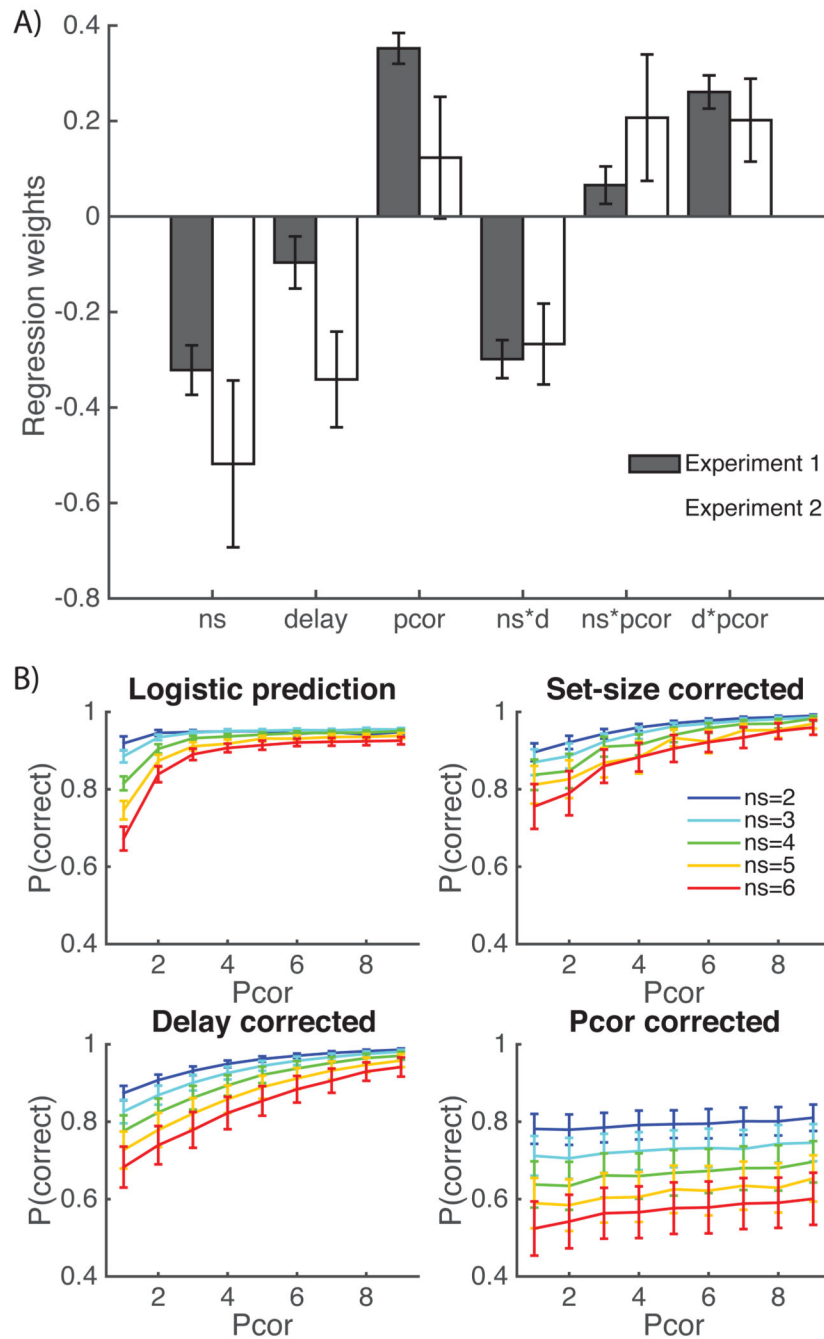 A)
0.4
0.2
0
-0.2
-0.4
-0.6
-0.8
Regression weights
Experiment 1
Experiment 2
ns delay pcor ns*d ns*pcor d*pcor
B)
Logistic prediction
1
0.8
0.6
0.4
P(correct)
2 4 6 8
Pcor
Set-size corrected
1
0.8
0.6
0.4
P(correct)
ns=2
ns=3
ns=4
ns=5
ns=6
2 4 6 8
Pcor
Delay corrected
1
0.8
0.6
0.4
P(correct)
2 4 6 8
Pcor
Pcor corrected
1
0.8
0.6
0.4
P(correct)
2 4 6 8
Pcor